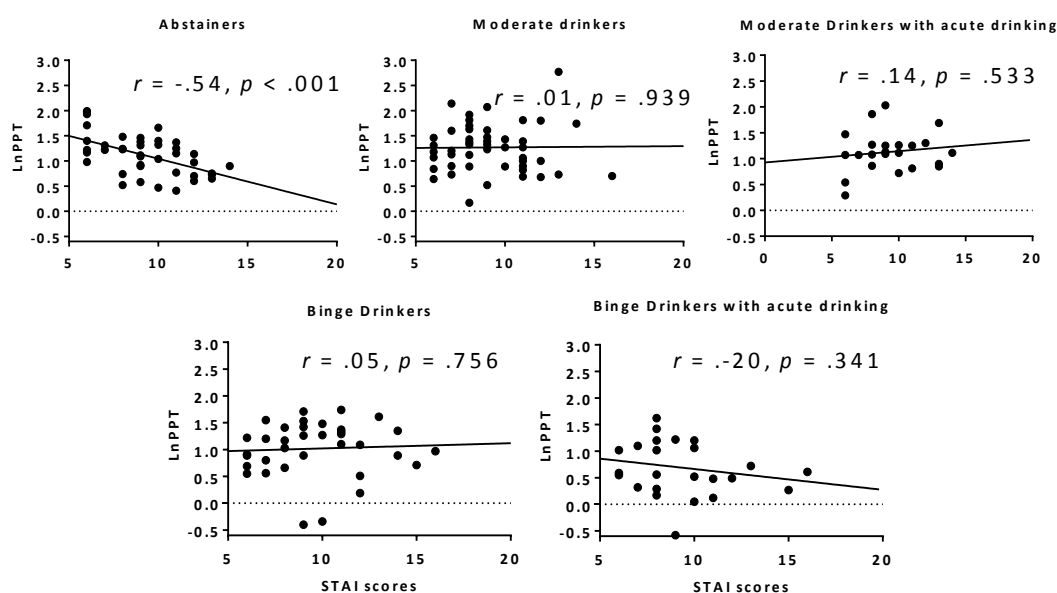 Abstainers
r = -.54, p < .001
LnPPT
3.0
2.5
2.0
1.5
1.0
0.5
0.0
-0.5
5 10 15 20
Moderate drinkers
r = .01, p = .939
LnPPT
3.0
2.5
2.0
1.5
1.0
0.5
0.0
-0.5
5 10 15 20
Moderate Drinkers with acute drinking
r = .14, p = .533
LnPPT
3.0
2.5
2.0
1.5
1.0
0.5
0.0
-0.5
0 5 10 15 20
Binge Drinkers
r = .05, p = .756
LnPPT
3.0
2.5
2.0
1.5
1.0
0.5
0.0
-0.5
5 10 15 20
STAI scores
Binge Drinkers with acute drinking
r = .-20, p = .341
LnPPT
3.0
2.5
2.0
1.5
1.0
0.5
0.0
-0.5
5 10 15 20
STAI scores